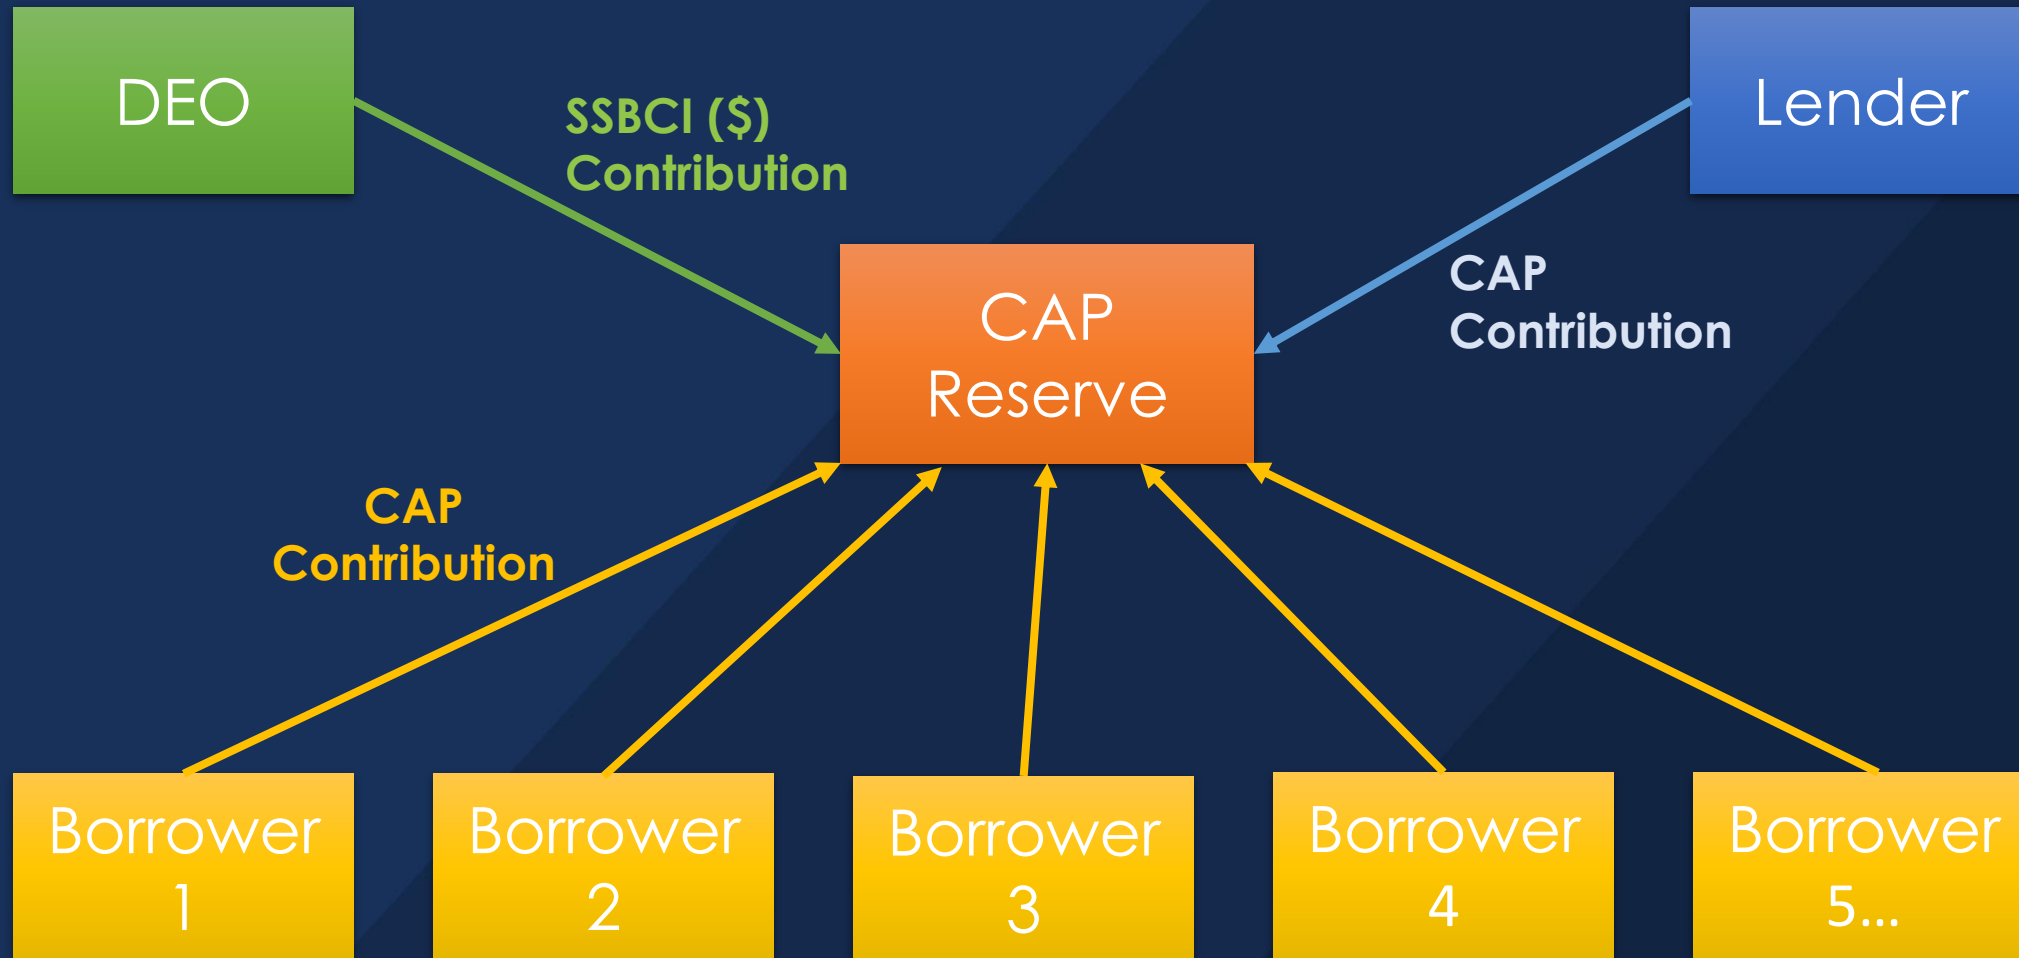 DEO
SSBCI ($)
Contribution
Lender
CAP
Reserve
CAP
Contribution
CAP
Contribution
Borrower
1
Borrower
2
Borrower
3
Borrower
4
Borrower
5...